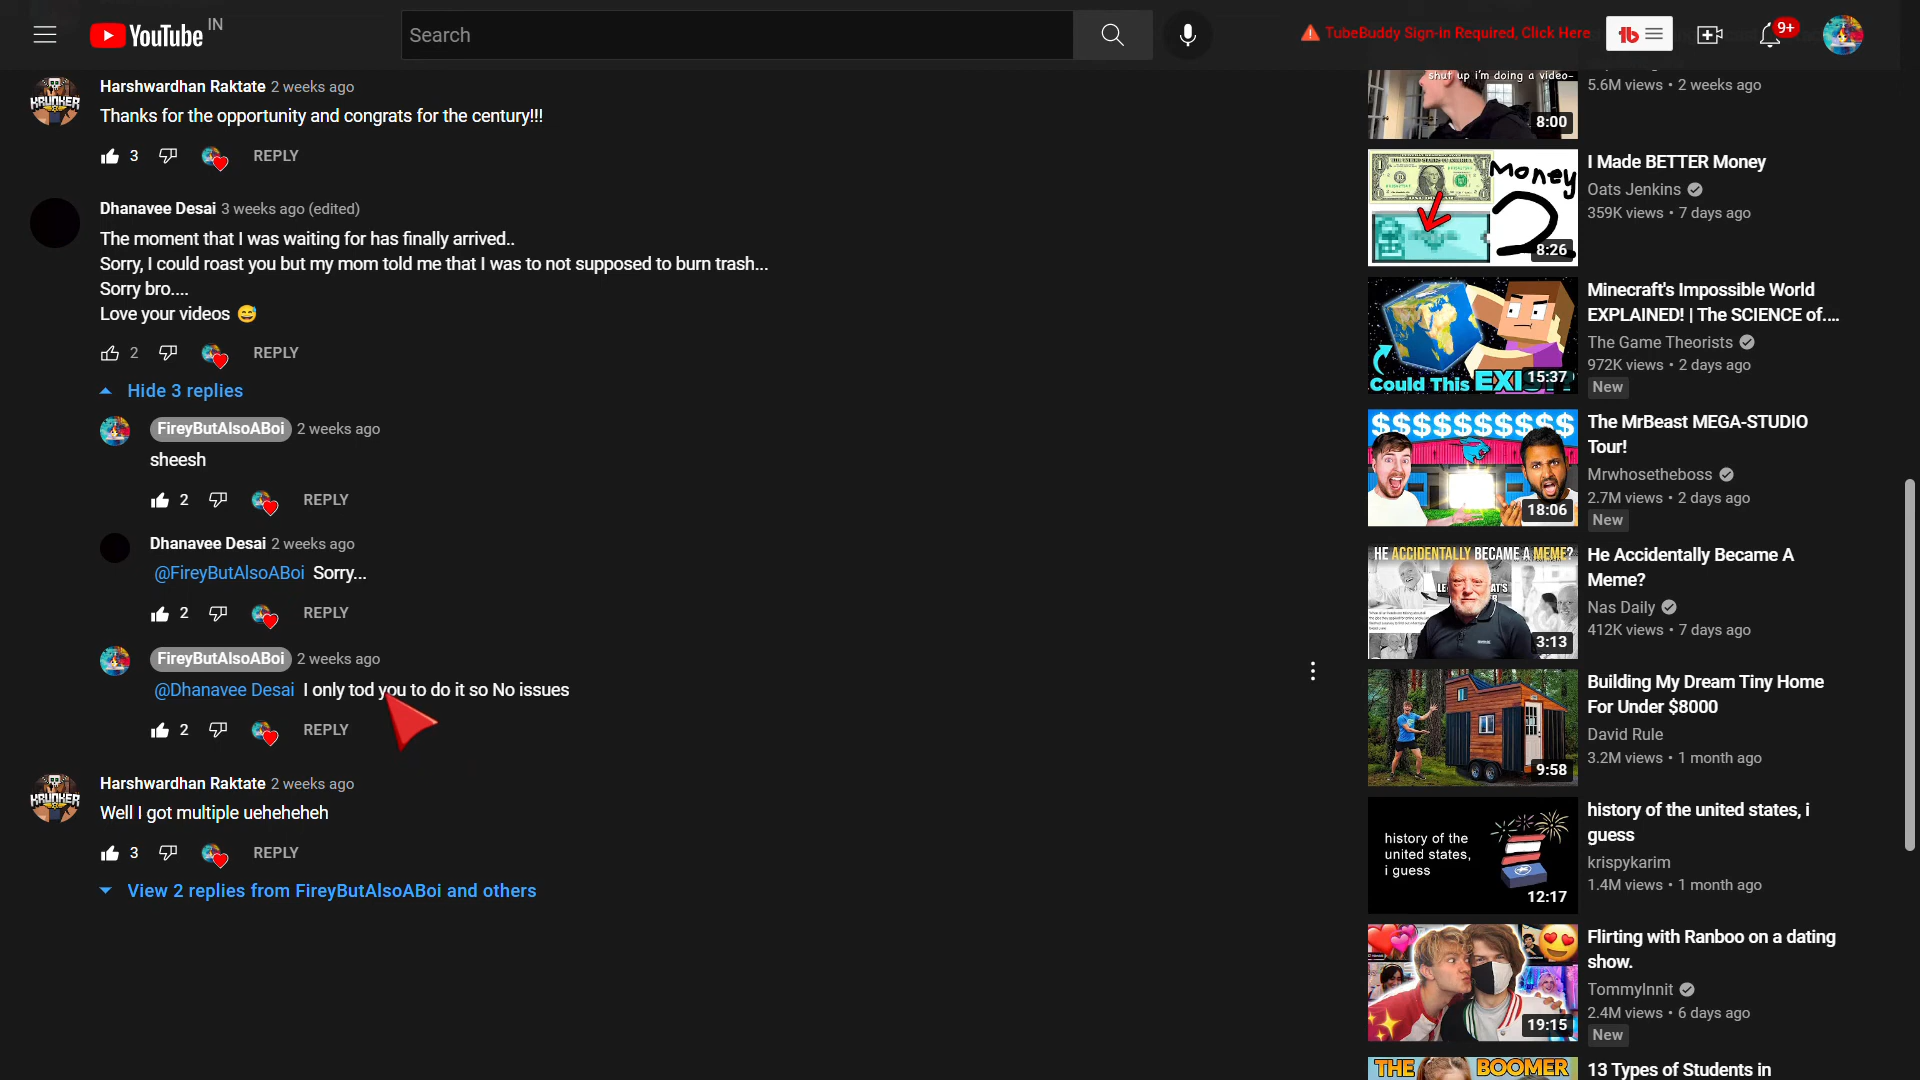 YouTube IN
Search
TubeBuddy Sign-in Required, Click Here
tb
9+
Harshwardhan Raktate 2 weeks ago
Thanks for the opportunity and congrats for the century!!!
3 REPLY
Dhanavee Desai 3 weeks ago (edited)
The moment that I was waiting for has finally arrived..
Sorry, I could roast you but my mom told me that I was to not supposed to burn trash...
Sorry bro....
Love your videos 😅
2 REPLY
Hide 3 replies
FireyButAlsoABoi 2 weeks ago
sheesh
2 REPLY
Dhanavee Desai 2 weeks ago
@FireyButAlsoABoi Sorry...
2 REPLY
FireyButAlsoABoi 2 weeks ago
@Dhanavee Desai I only tod you to do it so No issues
2 REPLY
Harshwardhan Raktate 2 weeks ago
Well I got multiple ueheheheh
3 REPLY
View 2 replies from FireyButAlsoABoi and others
KRUNKER
KRUNKER
shut up i'm doing a video-
8:00
5.6M views • 2 weeks ago
Money
2
8:26
I Made BETTER Money
Oats Jenkins
359K views • 7 days ago
Could This EXIST?
15:37
Minecraft's Impossible World
EXPLAINED! | The SCIENCE of....
The Game Theorists
972K views • 2 days ago
New
$$$$$$$$$$
18:06
The MrBeast MEGA-STUDIO
Tour!
Mrwhosetheboss
2.7M views • 2 days ago
New
HE ACCIDENTALLY BECAME A MEME?
3:13
He Accidentally Became A
Meme?
Nas Daily
412K views • 7 days ago
9:58
Building My Dream Tiny Home
For Under $8000
David Rule
3.2M views • 1 month ago
history of the
united states,
i guess
12:17
history of the united states, i
guess
krispykarim
1.4M views • 1 month ago
19:15
Flirting with Ranboo on a dating
show.
TommyInnit
2.4M views • 6 days ago
New
THE BOOMER
13 Types of Students in